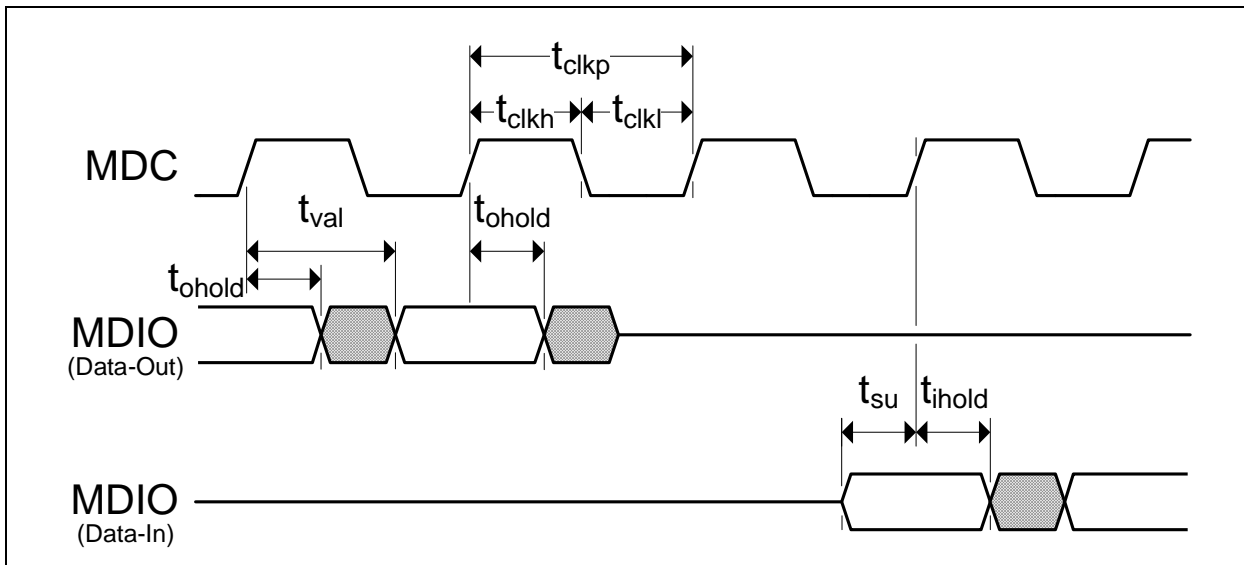 tclkp
tclkh
tclkl
MDC
tval
tohold
tohold
MDIO
(Data-Out)
tsu
tihold
MDIO
(Data-In)